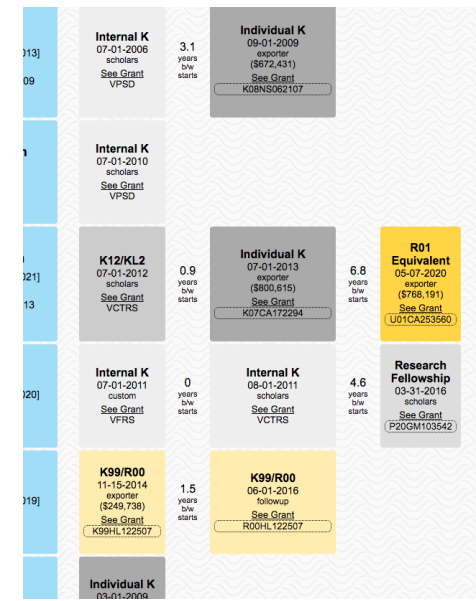 013]
09
Internal K
07-01-2006
scholars
See Grant
VPSD
3.1
years
b/w
starts
Individual K
09-01-2009
exporter
($672,431)
See Grant
K08NS062107
Internal K
07-01-2010
scholars
See Grant
VPSD
021]
13
K12/KL2
07-01-2012
scholars
See Grant
VCTRS
0.9
years
b/w
starts
Individual K
07-01-2013
exporter
($800,615)
See Grant
K07CA172294
6.8
years
b/w
starts
R01
Equivalent
05-07-2020
exporter
($768,191)
See Grant
U01CA253560
020]
Internal K
07-01-2011
custom
See Grant
VFRS
0
years
b/w
starts
Internal K
08-01-2011
scholars
See Grant
VCTRS
4.6
years
b/w
starts
Research
Fellowship
03-31-2016
scholars
See Grant
P20GM103542
019]
K99/R00
11-15-2014
exporter
($249,738)
See Grant
K99HL122507
1.5
years
b/w
starts
K99/R00
06-01-2016
followup
See Grant
R00HL122507
Individual K
03-01-2009